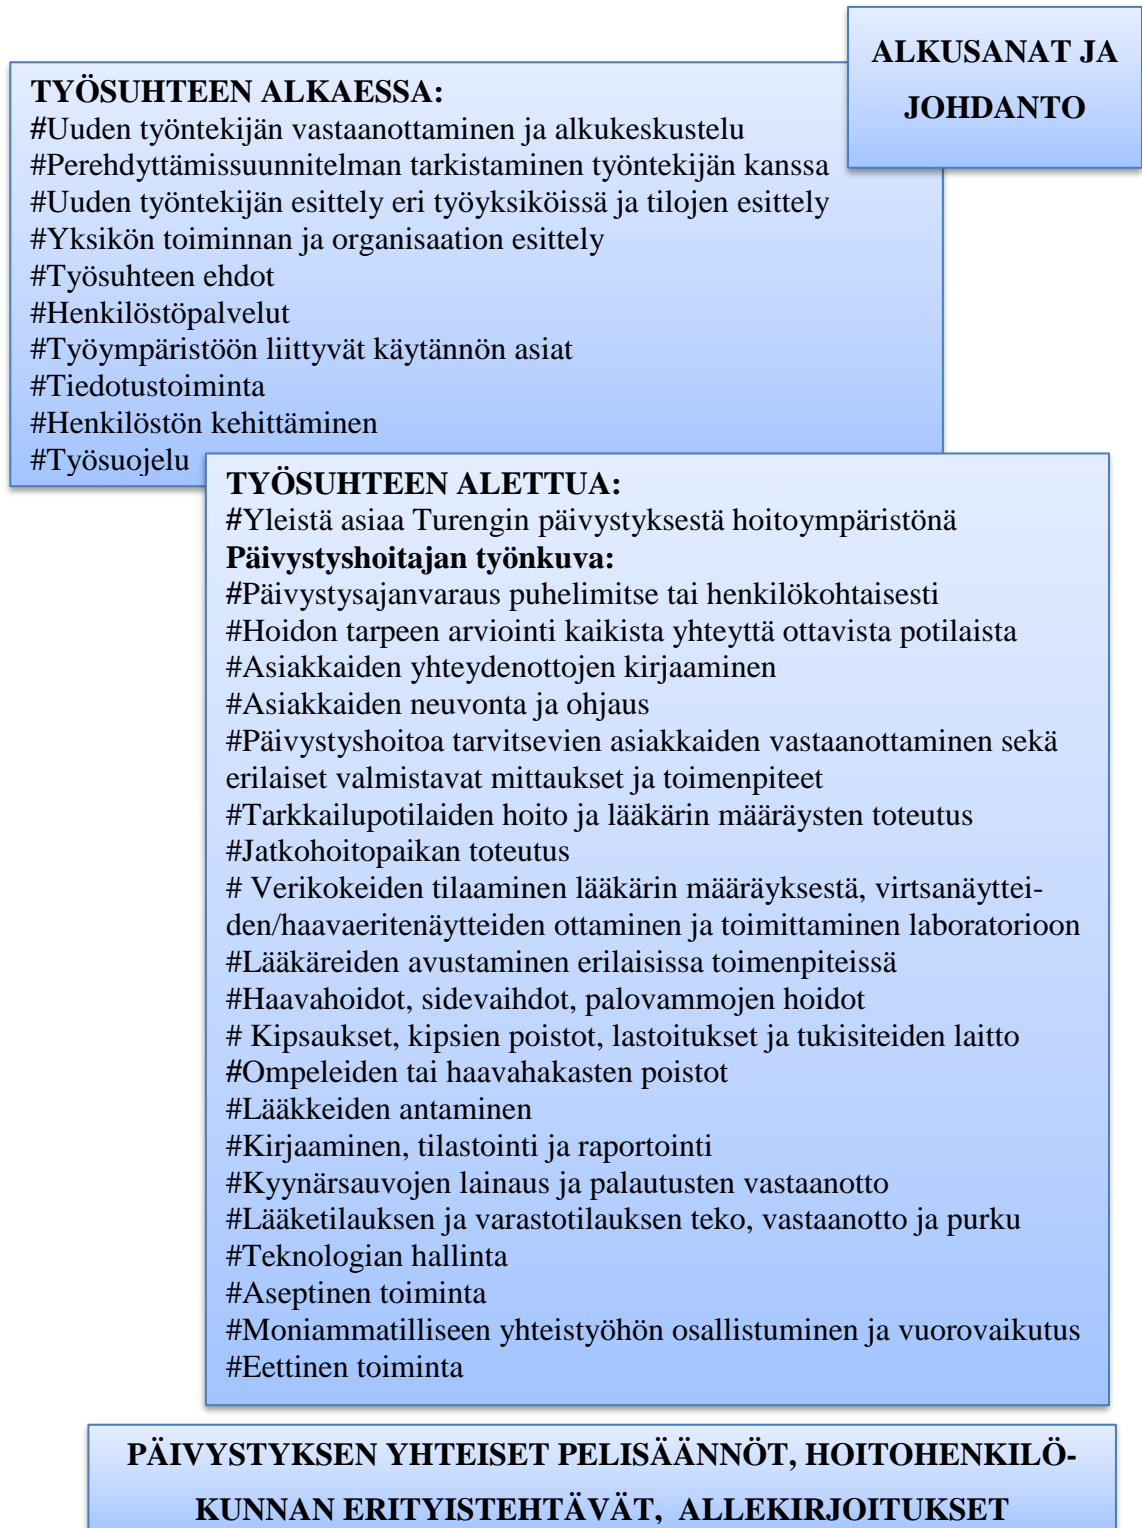 ALKUSANAT JA
JOHDANTO
TYÖSUHTEEN ALKAESSA:
#Uuden työntekijän vastaanottaminen ja alkukeskustelu
#Perehdyttämissuunnitelman tarkistaminen työntekijän kanssa
#Uuden työntekijän esittely eri työyksiköissä ja tilojen esittely
#Yksikön toiminnan ja organisaation esittely
#Työsuhteen ehdot
#Henkilöstöpalvelut
#Työympäristöön liittyvät käytännön asiat
#Tiedotustoiminta
#Henkilöstön kehittäminen
#Työsuojelu
TYÖSUHTEEN ALETTUA:
#Yleistä asiaa Turengin päivystyksestä hoitoympäristönä
Päivystyshoitajan työnkuva:
#Päivystysajanvaraus puhelimitse tai henkilökohtaisesti
#Hoidon tarpeen arviointi kaikista yhteyttä ottavista potilaista
#Asiakkaiden yhteydenottojen kirjaaminen
#Asiakkaiden neuvonta ja ohjaus
#Päivystyshoitoa tarvitsevien asiakkaiden vastaanottaminen sekä
erilaiset valmistavat mittaukset ja toimenpiteet
#Tarkkailupotilaiden hoito ja lääkärin määräysten toteutus
#Jatkohoitopaikan toteutus
# Verikokeiden tilaaminen lääkärin määräyksestä, virtsanäyttei-
den/haavaeritenäytteiden ottaminen ja toimittaminen laboratorioon
#Lääkäreiden avustaminen erilaisissa toimenpiteissä
#Haavahoidot, sidevaihdot, palovammojen hoidot
# Kipsaukset, kipsien poistot, lastoitukset ja tukisiteiden laitto
#Ompeleiden tai haavahakasten poistot
#Lääkkeiden antaminen
#Kirjaaminen, tilastointi ja raportointi
#Kyynärsauvojen lainaus ja palautusten vastaanotto
#Lääketilauksen ja varastotilauksen teko, vastaanotto ja purku
#Teknologian hallinta
#Aseptinen toiminta
#Moniammatilliseen yhteistyöhön osallistuminen ja vuorovaikutus
#Eettinen toiminta
PÄIVYSTYKSEN YHTEISET PELISÄÄNNÖT, HOITOHENKILÖ-
KUNNAN ERITYISTEHTÄVÄT, ALLEKIRJOITUKSET